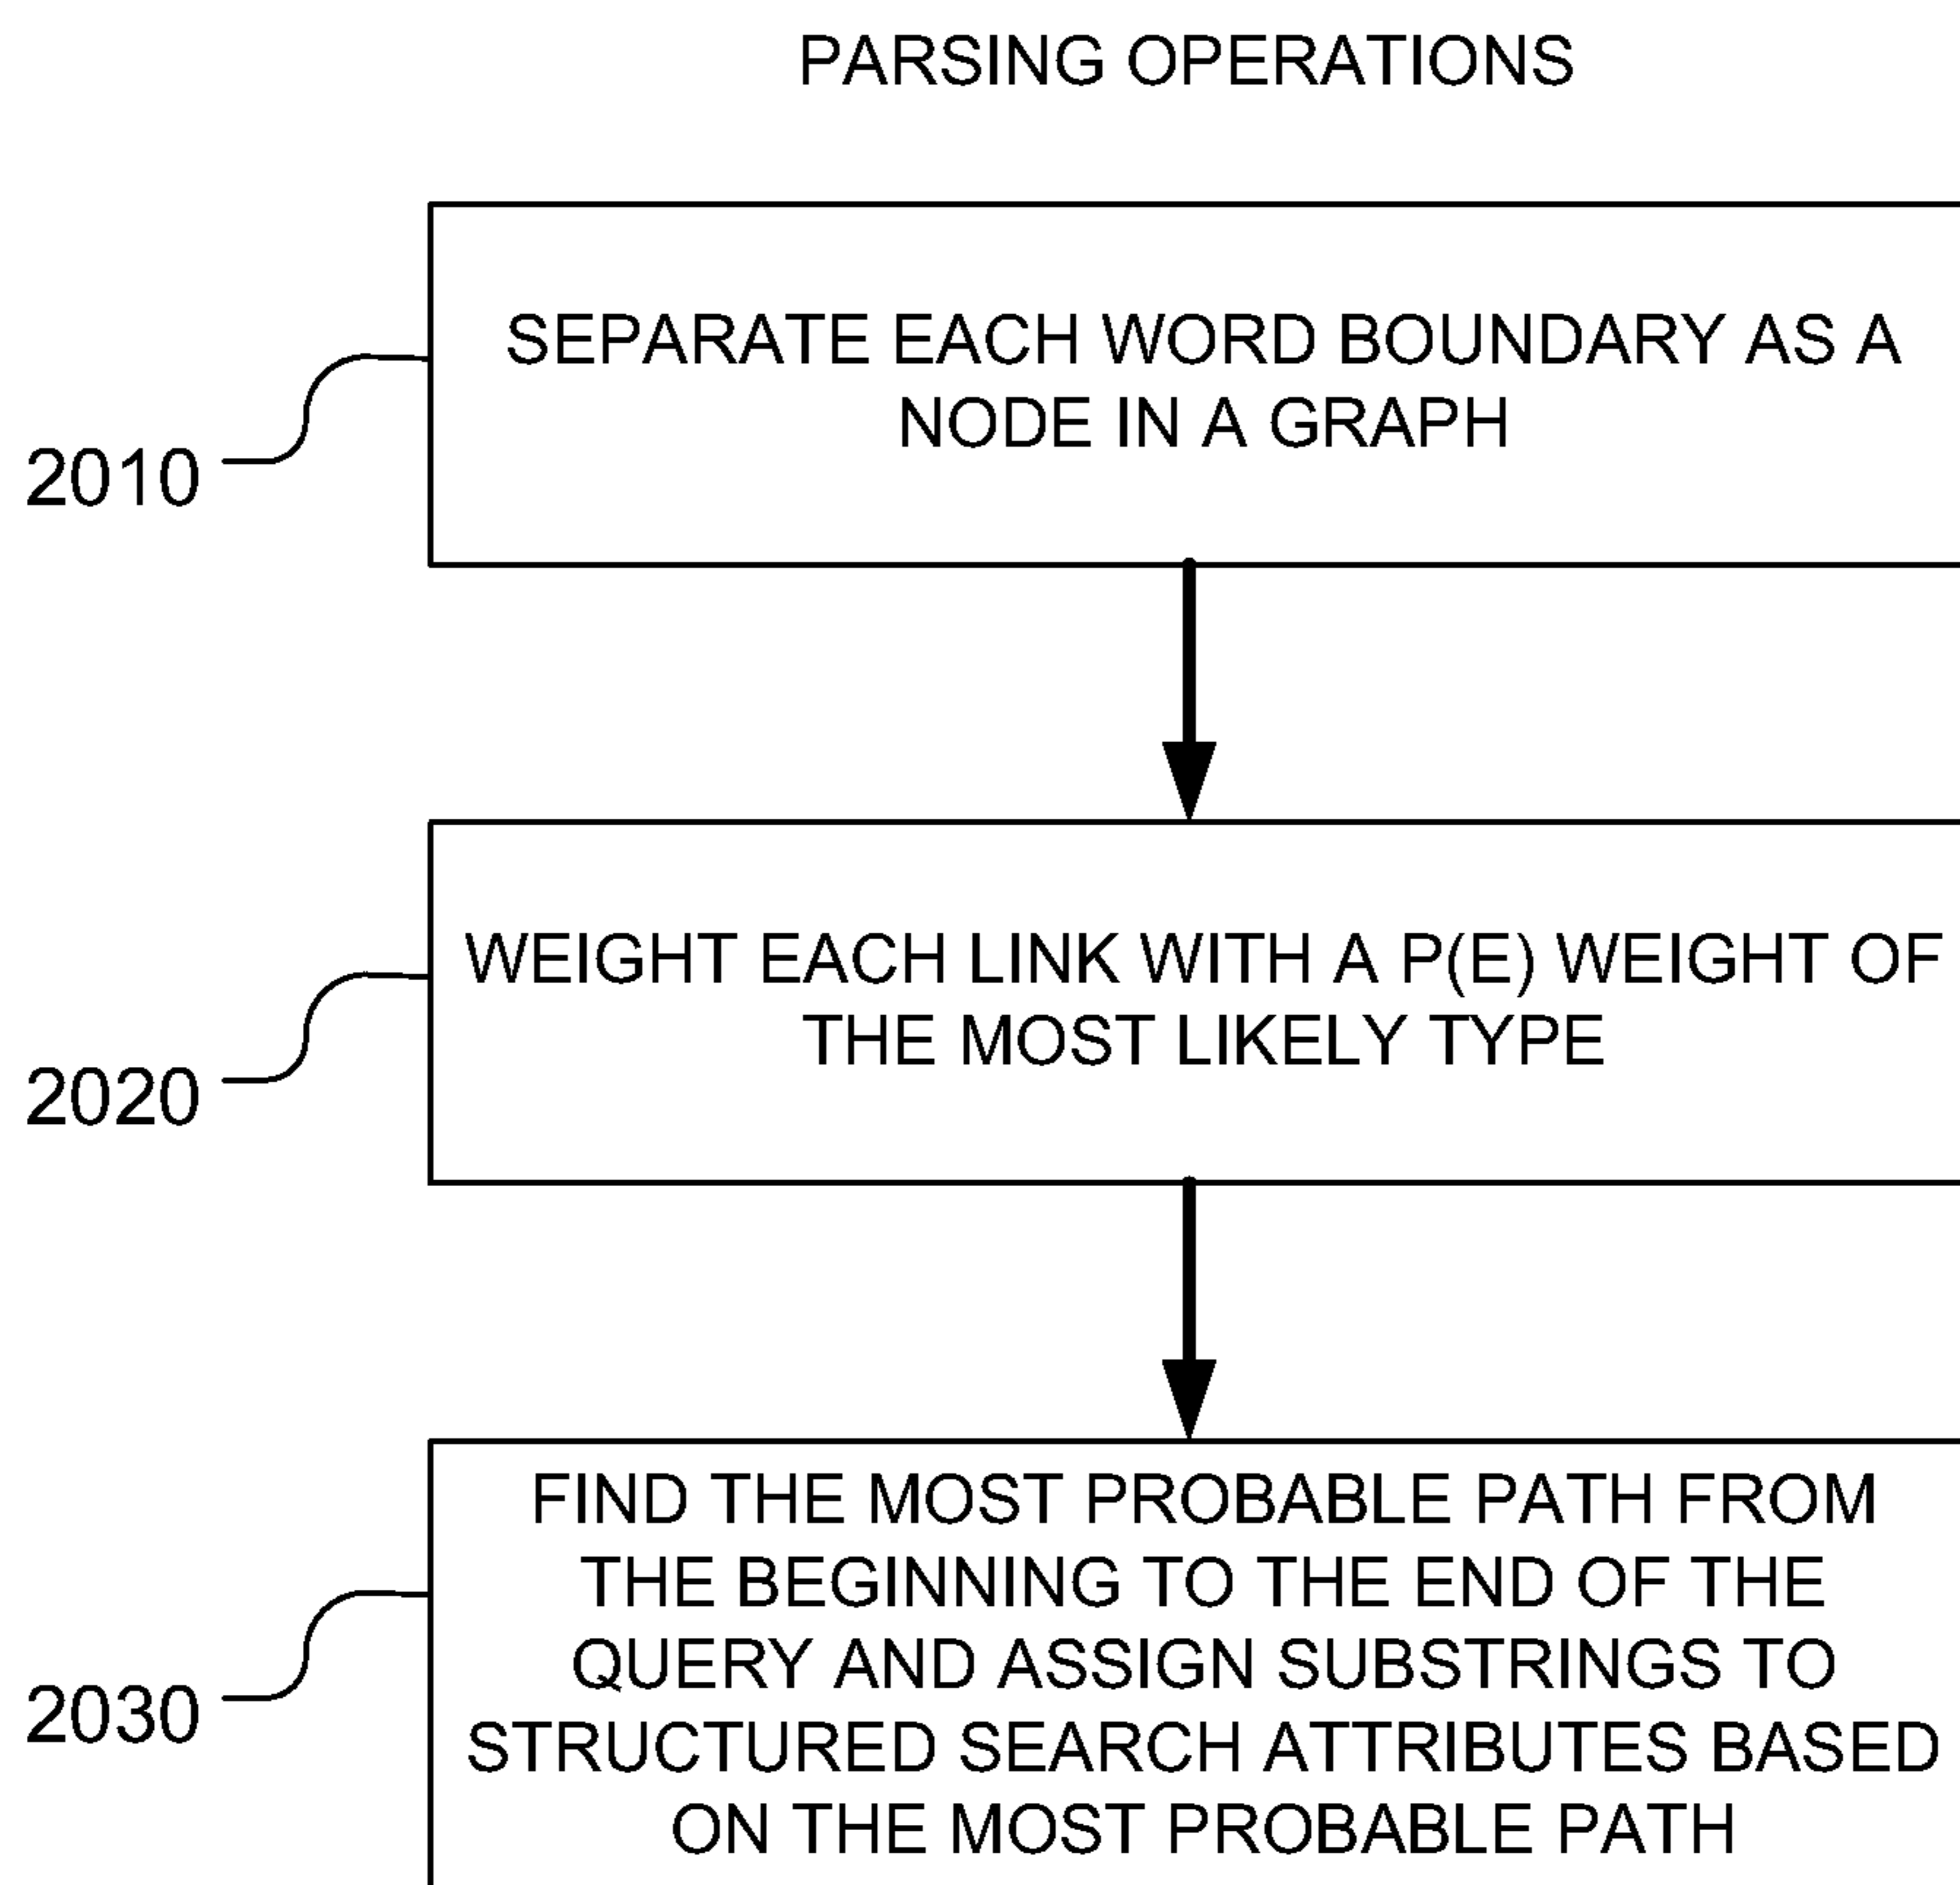 PARSING OPERATIONS
SEPARATE EACH WORD BOUNDARY AS A
NODE IN A GRAPH
2010
WEIGHT EACH LINK WITH A P(E) WEIGHT OF
THE MOST LIKELY TYPE
2020
FIND THE MOST PROBABLE PATH FROM
THE BEGINNING TO THE END OF THE
QUERY AND ASSIGN SUBSTRINGS TO
STRUCTURED SEARCH ATTRIBUTES BASED
ON THE MOST PROBABLE PATH
2030